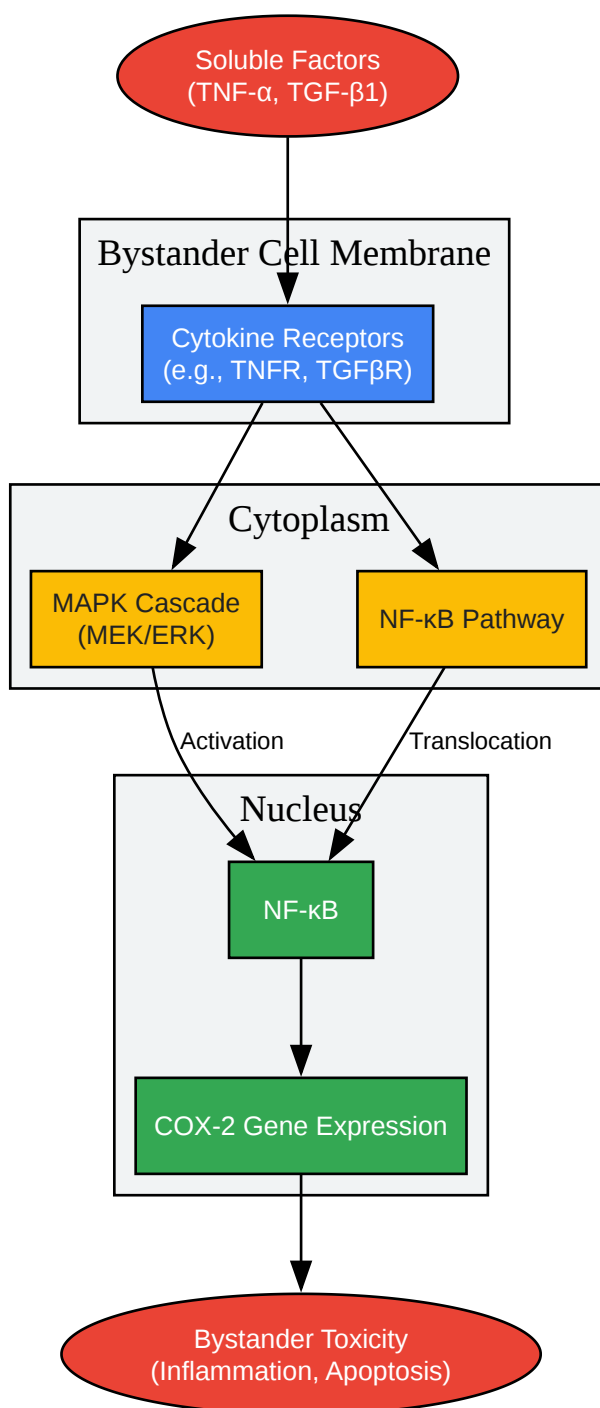 Soluble Factors
(TNF-α, TGF-β1)
Bystander Cell Membrane
Cytokine Receptors
(e.g., TNFR, TGFβR)
Cytoplasm
MAPK Cascade
(MEK/ERK)
NF-κB Pathway
Activation
Translocation
Nucleus
NF-κB
COX-2 Gene Expression
Bystander Toxicity
(Inflammation, Apoptosis)